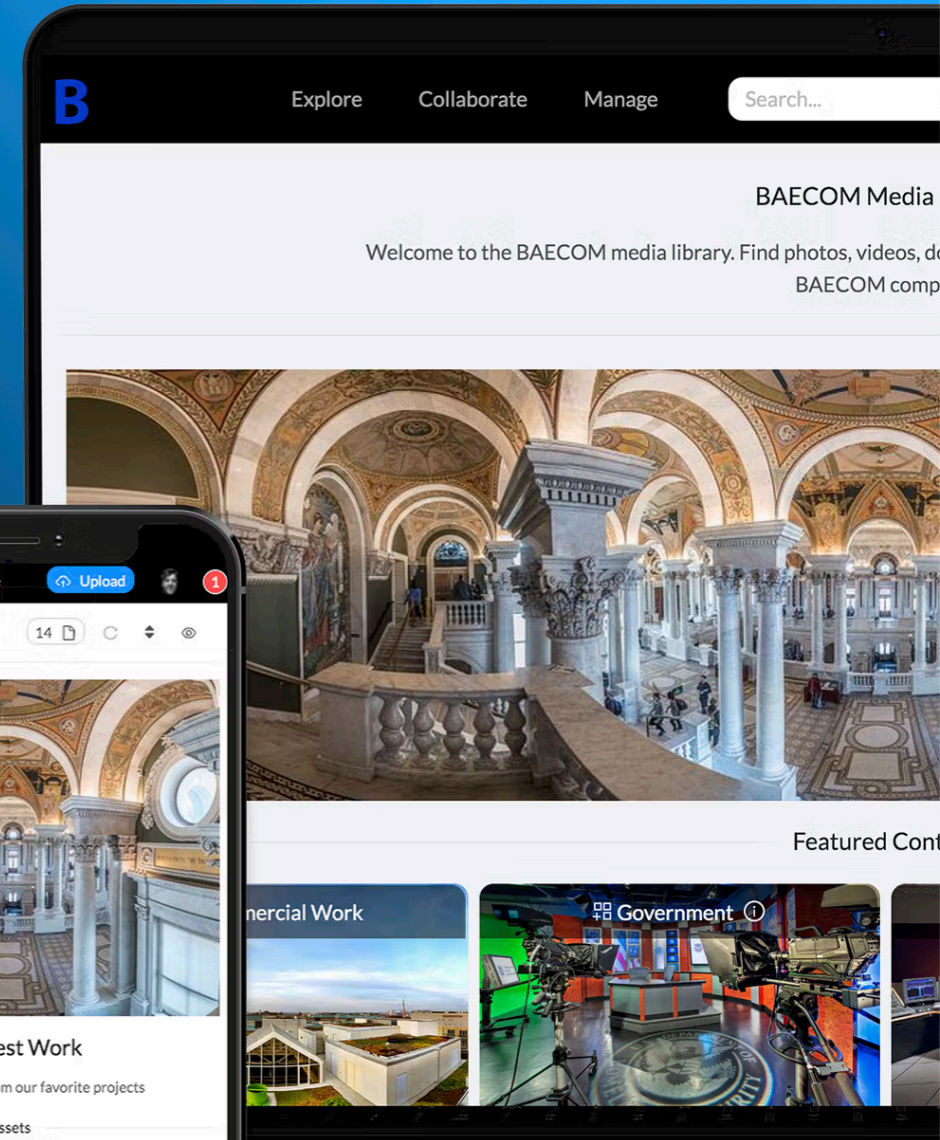 B
Explore Collaborate Manage Search...
BAECOM Media
Welcome to the BAECOM media library. Find photos, videos, do
BAECOM comp
Upload 1
14
est Work
m our favorite projects
ssets
Featured Cont
mercial Work
Government